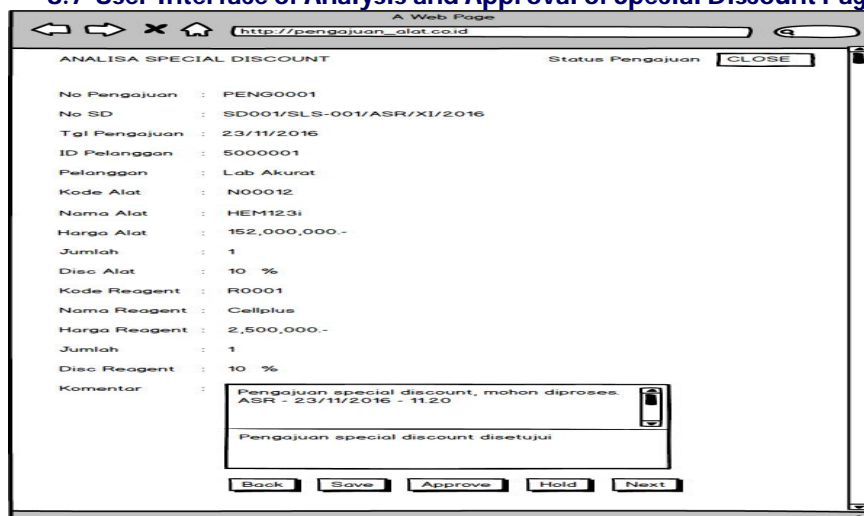 3.7 User Interface of Analysis and Approval of special Discount Pag
A Web Page
http://pengajuan_alat.co.id
ANALISA SPECIAL DISCOUNT Status Pengajuan CLOSE
No Pengajuan : PENG0001
No SD : SD001/SLS-001/ASR/XI/2016
Tgl Pengajuan : 23/11/2016
ID Pelanggan : 5000001
Pelanggan : Lab Akurat
Kode Alat : N00012
Nama Alat : HEM123i
Harga Alat : 152,000,000.-
Jumlah : 1
Disc Alat : 10 %
Kode Reagent : R0001
Nama Reagent : Cellplus
Harga Reagent : 2,500,000.-
Jumlah : 1
Disc Reagent : 10 %
Komentar :
Pengajuan special discount, mohon diproses.
ASR - 23/11/2016 - 11.20
Pengajuan special discount disetujui
Back Save Approve Hold Next